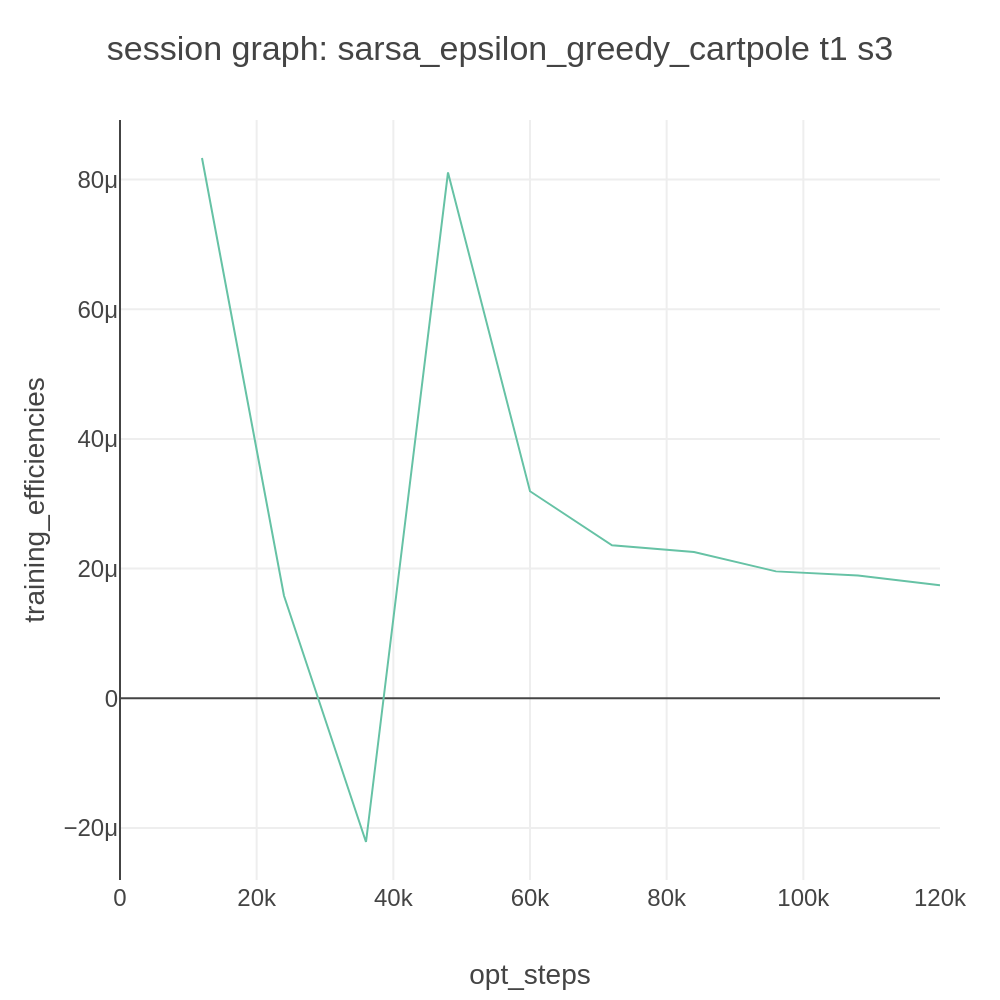 session graph: sarsa_epsilon_greedy_cartpole t1 s3
training_efficiencies
80μ
60μ
40μ
20μ
0
−20μ
0 20k 40k 60k 80k 100k 120k
opt_steps